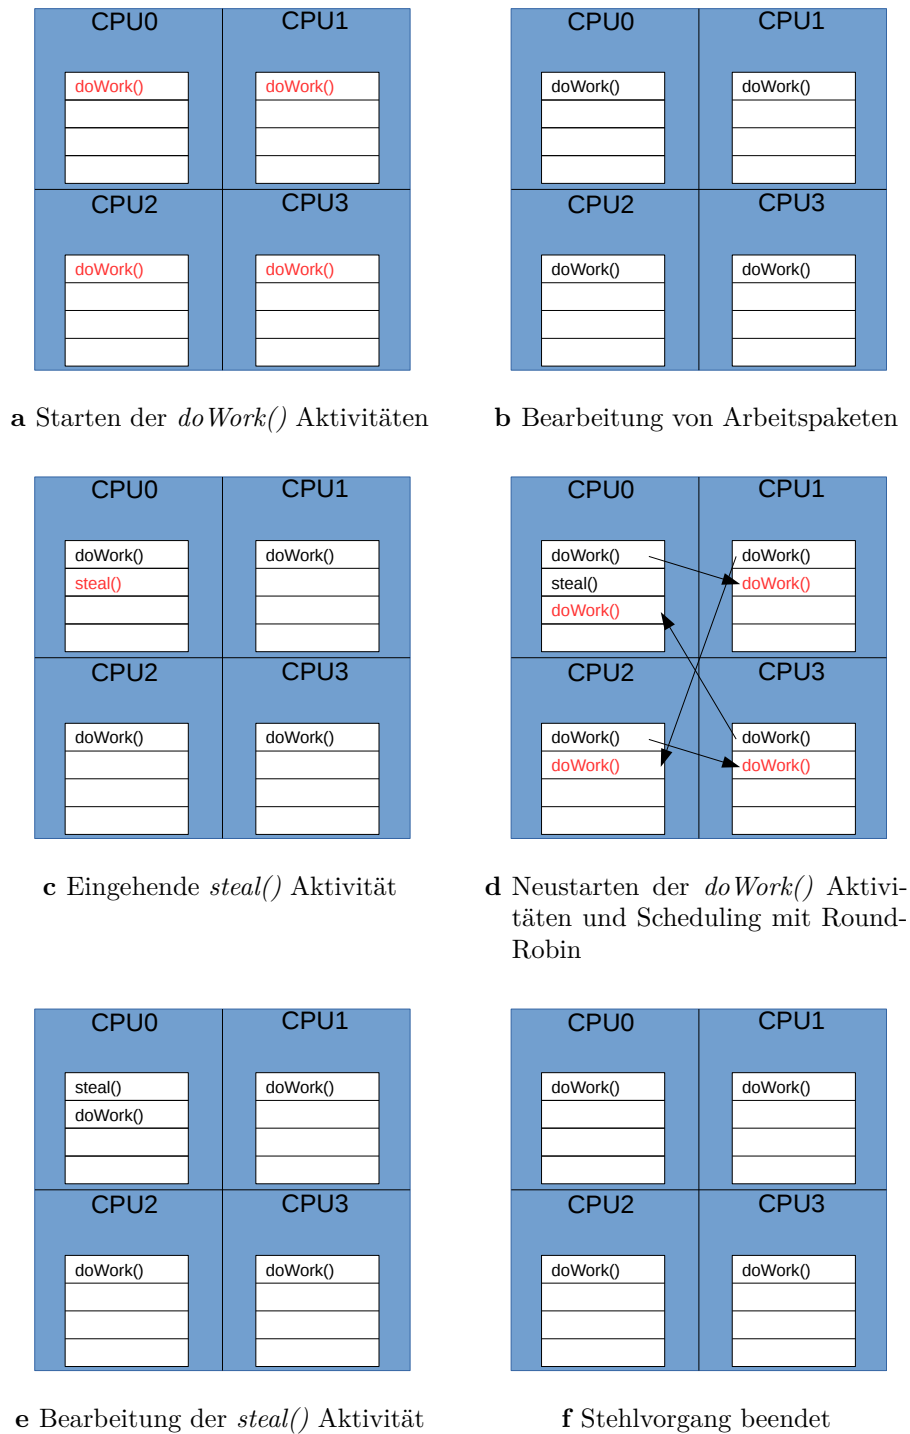 CPU0 CPU1
doWork() doWork()
CPU2 CPU3
doWork() doWork()
a Starten der doWork() Aktivitäten
CPU0 CPU1
doWork() doWork()
CPU2 CPU3
doWork() doWork()
b Bearbeitung von Arbeitspaketen
CPU0 CPU1
doWork() doWork()
steal()
CPU2 CPU3
doWork() doWork()
c Eingehende steal() Aktivität
CPU0 CPU1
doWork() doWork()
steal() doWork()
doWork()
CPU2 CPU3
doWork() doWork()
doWork() doWork()
d Neustarten der doWork() Aktivi-
täten und Scheduling mit Round-
Robin
CPU0 CPU1
steal() doWork()
doWork()
CPU2 CPU3
doWork() doWork()
e Bearbeitung der steal() Aktivität
CPU0 CPU1
doWork() doWork()
CPU2 CPU3
doWork() doWork()
f Stehlvorgang beendet